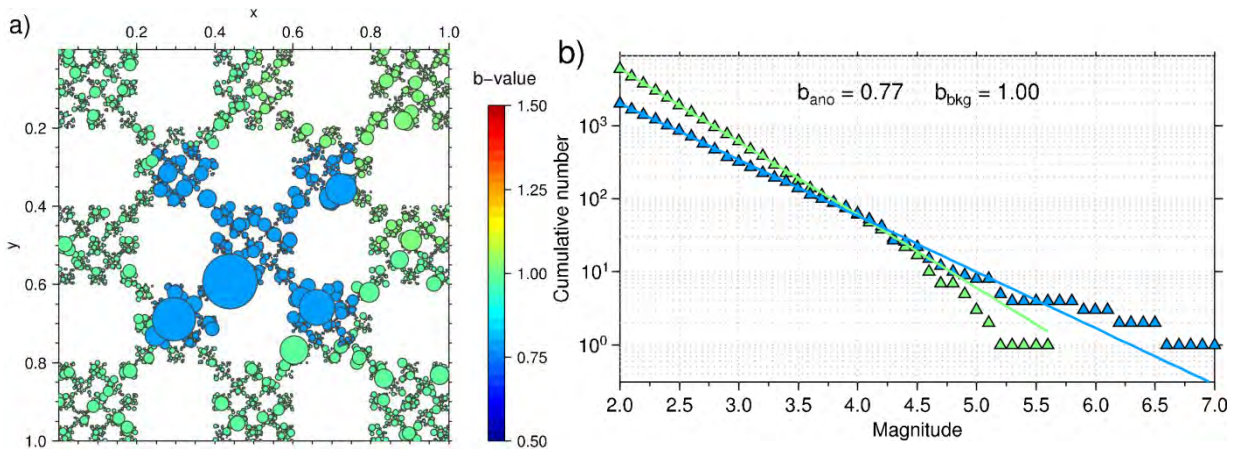 a)
x
0.2 0.4 0.6 0.8 1.0
y
0.2
0.4
0.6
0.8
1.0
b-value
1.50
1.25
1.00
0.75
0.50
b)
b_ano = 0.77 b_bkg = 1.00
Cumulative number
10^3
10^2
10^1
10^0
2.0 2.5 3.0 3.5 4.0 4.5 5.0 5.5 6.0 6.5 7.0
Magnitude